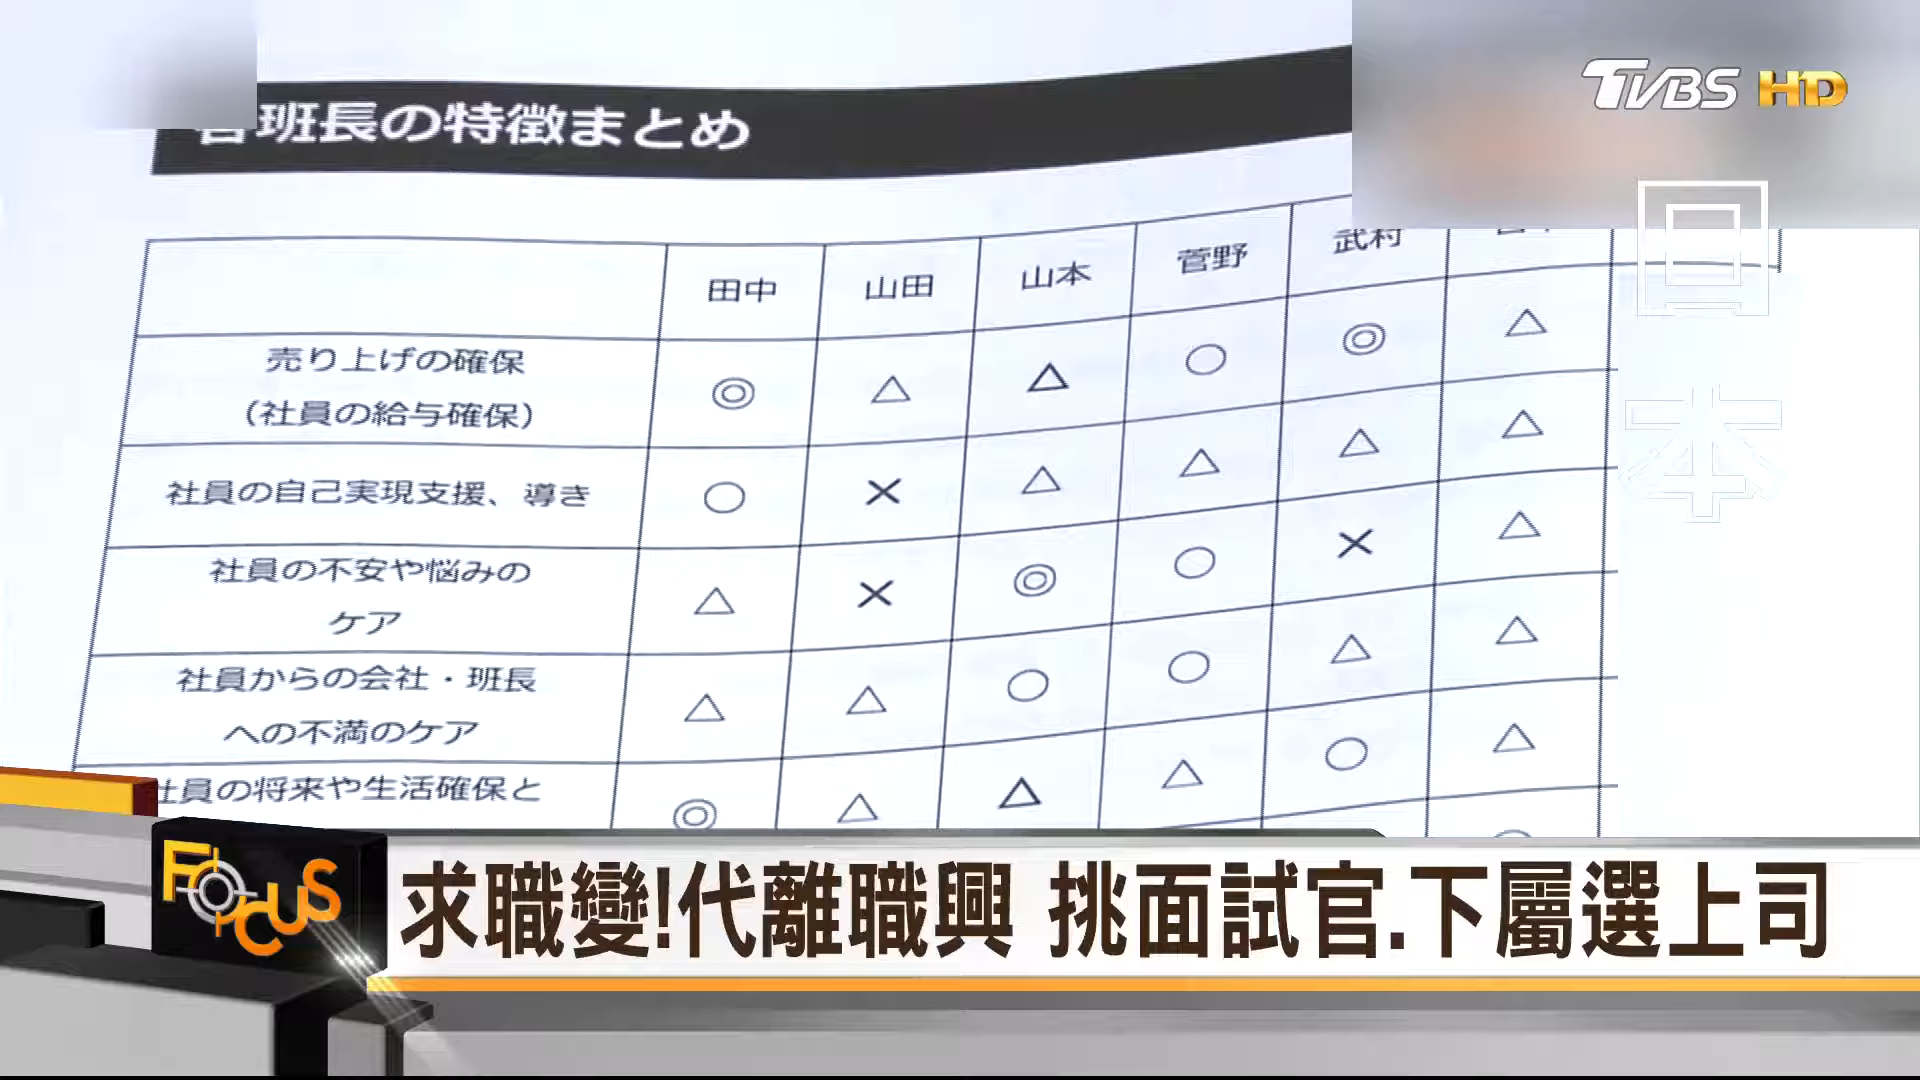 各班長の特徴まとめ
TVBS HD
日本
田中 山田 山本 菅野 武村
売り上げの確保 ◎ △ △ ○ ◎ △
（社員の給与確保）
社員の自己実現支援、導き ○ × △ △ △ △
社員の不安や悩みの △ × ◎ ○ × △
ケア
社員からの会社・班長 △ △ ○ ○ △ △
への不満のケア
社員の将来や生活確保と ◎ △ △ △ ○ △
FOCUS
求職變!代離職興 挑面試官.下屬選上司